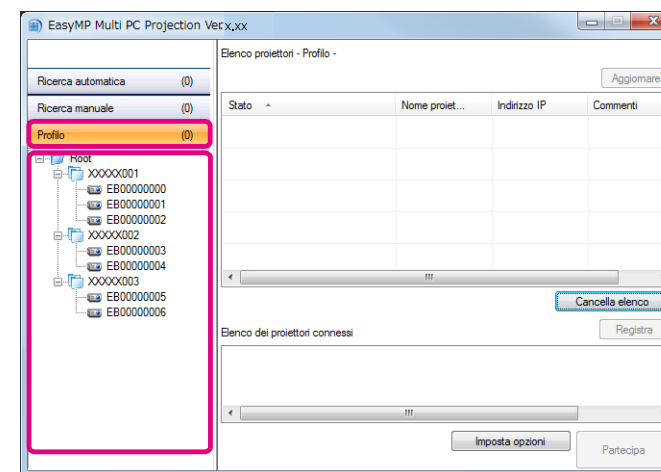 EasyMP Multi PC Projection Ver.x.xx
Elenco proiettori - Profilo -
Ricerca automatica (0)
Aggiornare
Ricerca manuale (0)
Stato Nome proiet... Indirizzo IP Commenti
Profilo (0)
Root
XXXXX001
EB00000000
EB00000001
EB00000002
XXXXX002
EB00000003
EB00000004
XXXXX003
EB00000005
EB00000006
Cancella elenco
Elenco dei proiettori connessi
Registra
Imposta opzioni
Partecipa